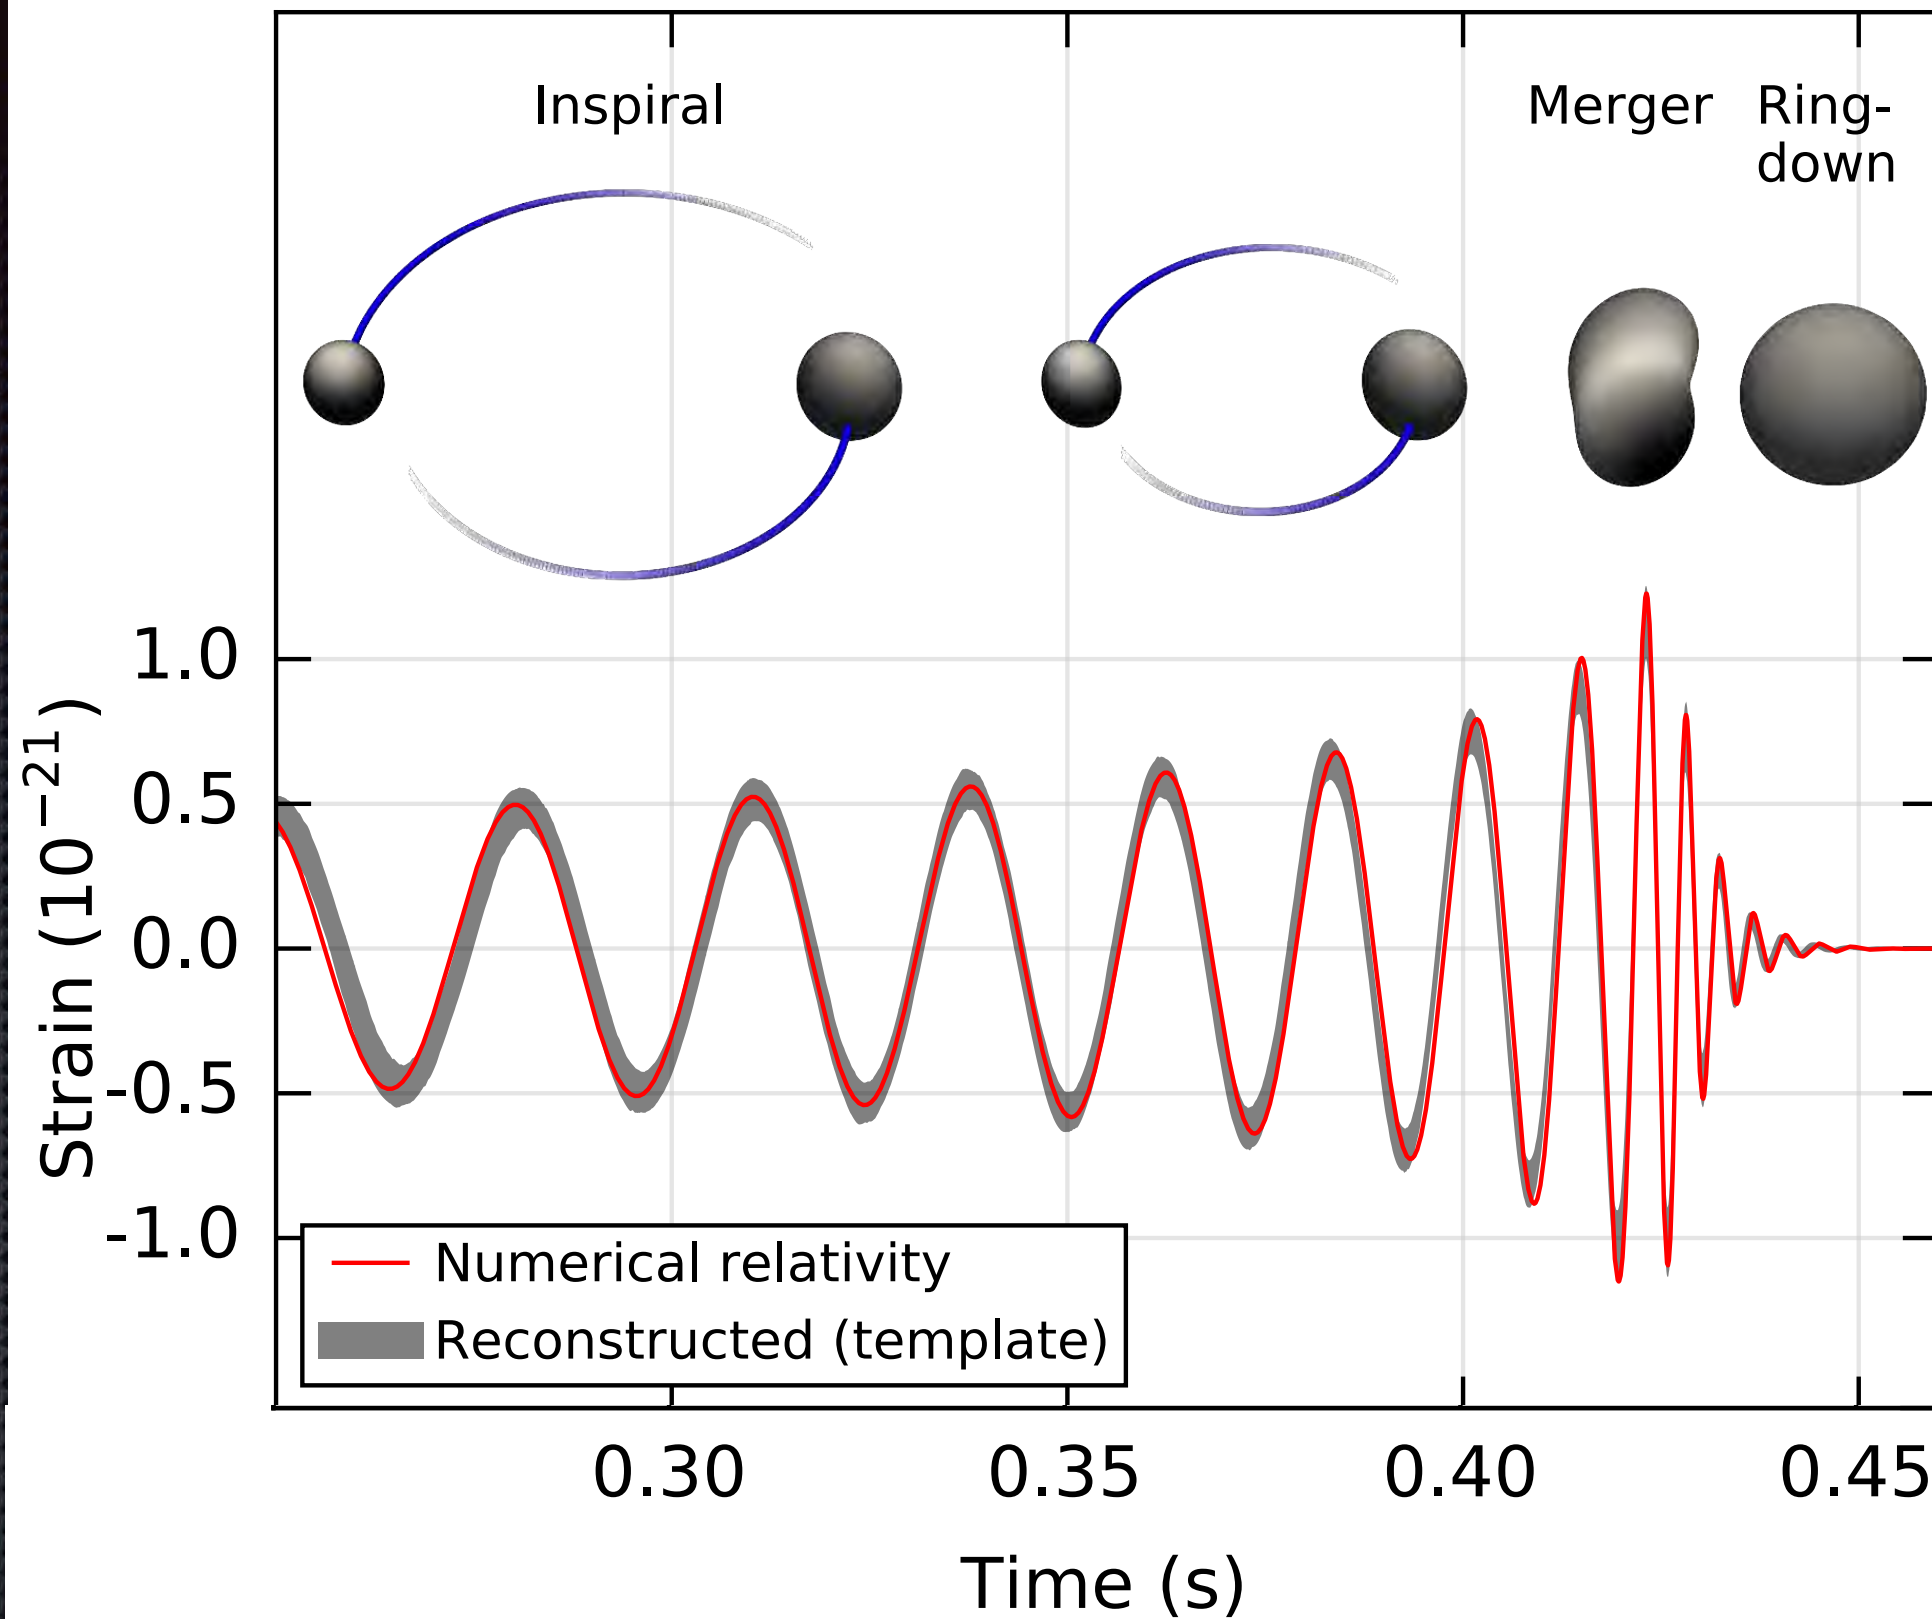 Inspiral
Merger
Ring-
down
Strain (10⁻²¹)
1.0
0.5
0.0
-0.5
-1.0
Numerical relativity
Reconstructed (template)
0.30
0.35
0.40
0.45
Time (s)